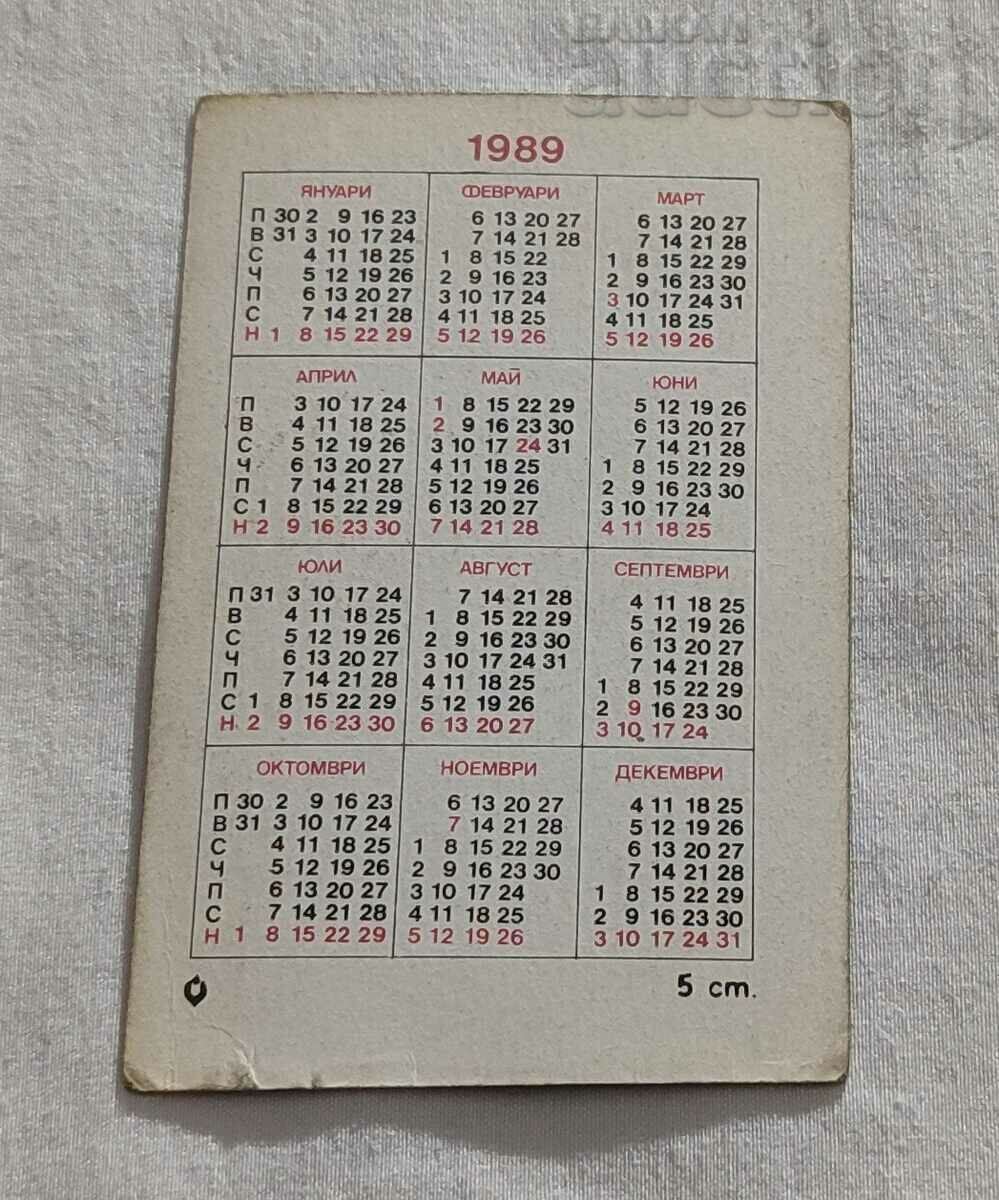 1989
ЯНУАРИ ФЕВРУАРИ МАРТ
П 30 2 9 16 23 6 13 20 27 6 13 20 27
В 31 3 10 17 24 7 14 21 28 7 14 21 28
С 4 11 18 25 1 8 15 22 1 8 15 22 29
Ч 5 12 19 26 2 9 16 23 2 9 16 23 30
П 6 13 20 27 3 10 17 24 3 10 17 24 31
С 7 14 21 28 4 11 18 25 4 11 18 25
Н 1 8 15 22 29 5 12 19 26 5 12 19 26
АПРИЛ МАЙ ЮНИ
П 3 10 17 24 1 8 15 22 29 5 12 19 26
В 4 11 18 25 2 9 16 23 30 6 13 20 27
С 5 12 19 26 3 10 17 24 31 7 14 21 28
Ч 6 13 20 27 4 11 18 25 1 8 15 22 29
П 7 14 21 28 5 12 19 26 2 9 16 23 30
С 1 8 15 22 29 6 13 20 27 3 10 17 24
Н 2 9 16 23 30 7 14 21 28 4 11 18 25
ЮЛИ АВГУСТ СЕПТЕМВРИ
П 31 3 10 17 24 7 14 21 28 4 11 18 25
В 4 11 18 25 1 8 15 22 29 5 12 19 26
С 5 12 19 26 2 9 16 23 30 6 13 20 27
Ч 6 13 20 27 3 10 17 24 31 7 14 21 28
П 7 14 21 28 4 11 18 25 1 8 15 22 29
С 1 8 15 22 29 5 12 19 26 2 9 16 23 30
Н 2 9 16 23 30 6 13 20 27 3 10 17 24
ОКТОМВРИ НОЕМВРИ ДЕКЕМВРИ
П 30 2 9 16 23 6 13 20 27 4 11 18 25
В 31 3 10 17 24 7 14 21 28 5 12 19 26
С 4 11 18 25 1 8 15 22 29 6 13 20 27
Ч 5 12 19 26 2 9 16 23 30 7 14 21 28
П 6 13 20 27 3 10 17 24 1 8 15 22 29
С 7 14 21 28 4 11 18 25 2 9 16 23 30
Н 1 8 15 22 29 5 12 19 26 3 10 17 24 31
5 cm.